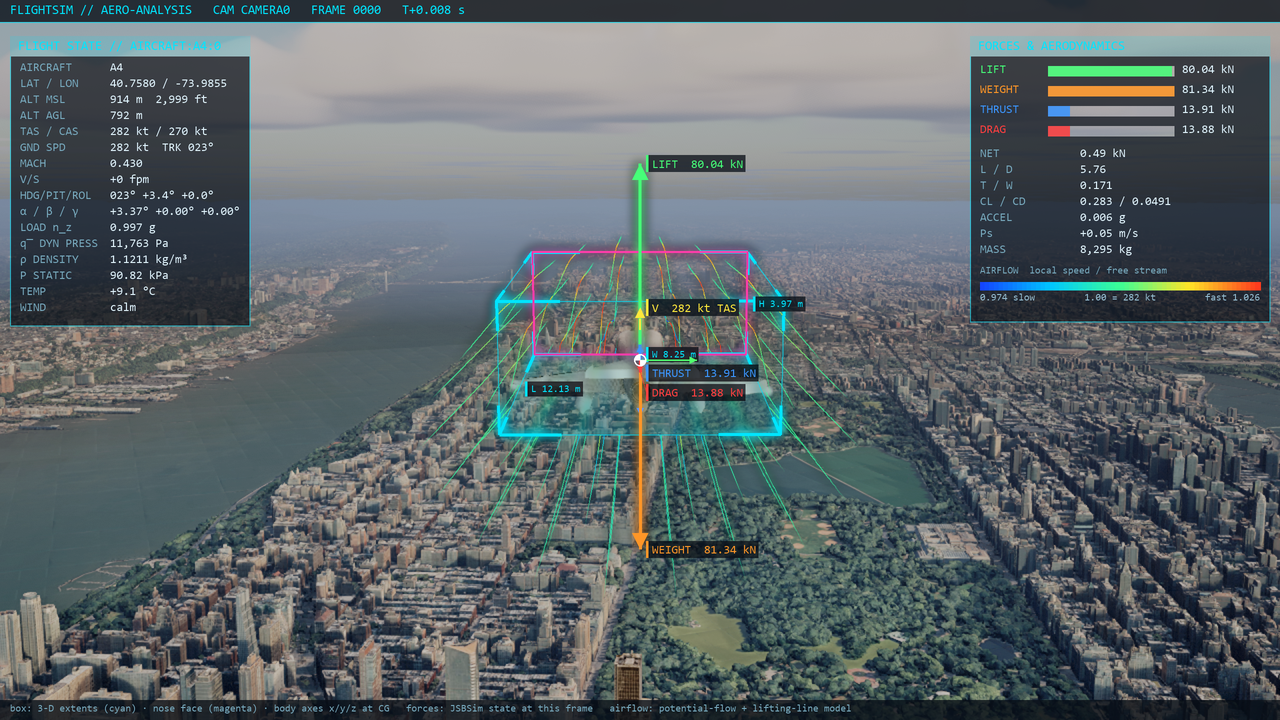 FLIGHTSIM // AERO-ANALYSIS CAM CAMERA0 FRAME 0000 T+0.008 s
AIRCRAFT A4
LAT / LON 40.7580 / -73.9855
ALT MSL 914 m 2,999 ft
ALT AGL 792 m
TAS / CAS 282 kt / 270 kt
GND SPD 282 kt TRK 023°
MACH 0.430
V/S +0 fpm
HDG/PIT/ROL 023° +3.4° +0.0°
α / β / γ +3.37° +0.00° +0.00°
LOAD n_z 0.997 g
q¯ DYN PRESS 11,763 Pa
ρ DENSITY 1.1211 kg/m³
P STATIC 90.82 kPa
TEMP +9.1 °C
WIND calm
FORCES & AERODYNAMICS
LIFT 80.04 kN
WEIGHT 81.34 kN
THRUST 13.91 kN
DRAG 13.88 kN
NET 0.49 kN
L / D 5.76
T / W 0.171
CL / CD 0.283 / 0.0491
ACCEL 0.006 g
Ps +0.05 m/s
MASS 8,295 kg
AIRFLOW local speed / free stream
0.974 slow 1.00 = 282 kt fast 1.026
LIFT 80.04 kN
H 3.97 m
V 282 kt TAS
W 8.25 m
THRUST 13.91 kN
L 12.13 m
DRAG 13.88 kN
WEIGHT 81.34 kN
box: 3-D extents (cyan) · nose face (magenta) · body axes x/y/z at CG forces: JSBSim state at this frame airflow: potential-flow + lifting-line model